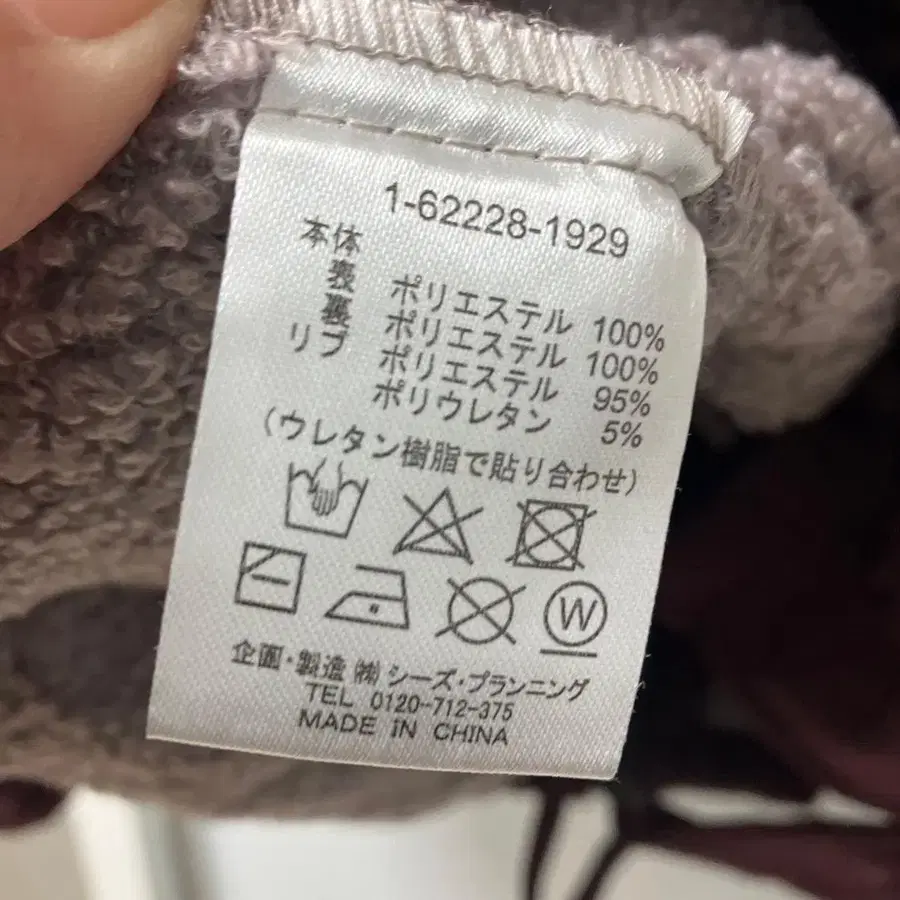 1-62228-1929
本体
表 ポリエステル 100%
裏 ポリエステル 100%
リブ ポリエステル 95%
ポリウレタン 5%
(ウレタン樹脂で貼り合わせ)
W
企画・製造 ㈱ シーズ・プランニング
TEL 0120-712-375
MADE IN CHINA